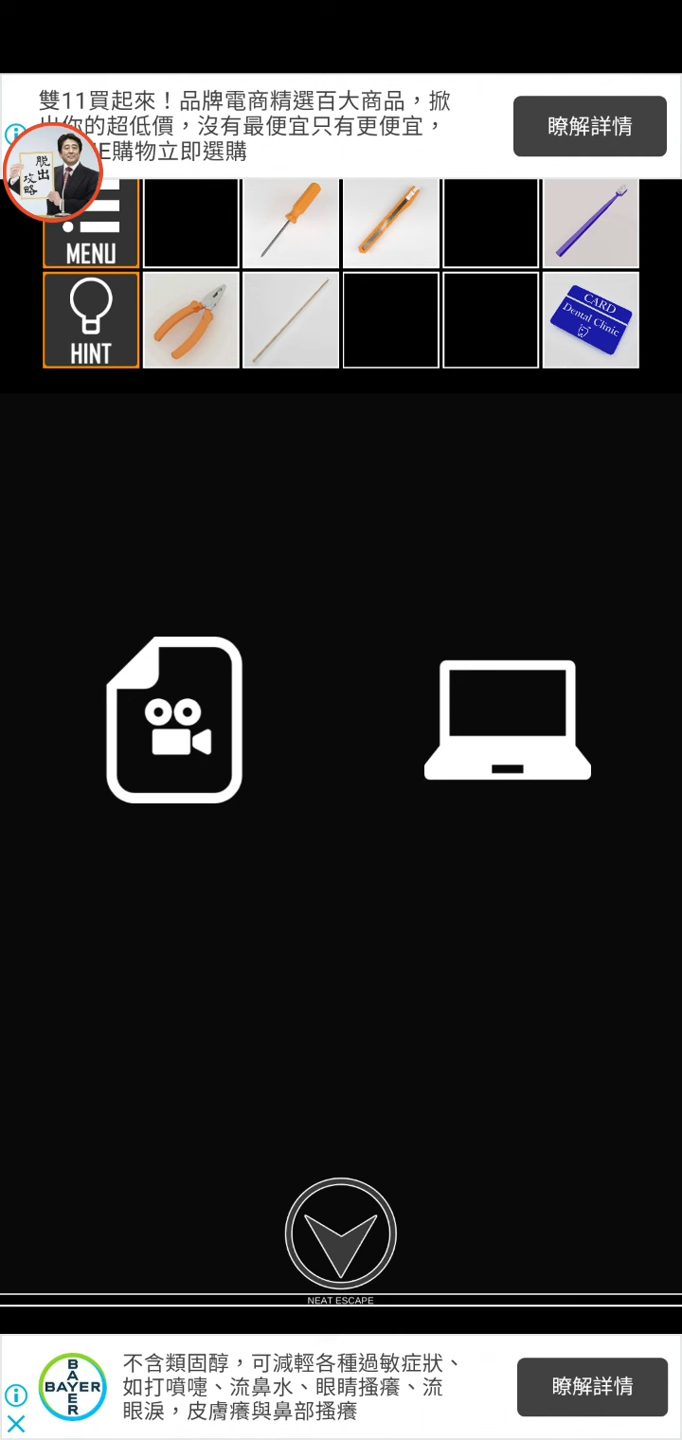 雙11買起來！品牌電商精選百大商品，掀
你的超低價，沒有最便宜只有更便宜，
E購物立即選購
瞭解詳情
脫出
攻略
MENU
HINT
CARD
Dental Clinic
NEAT ESCAPE
BAYER
BAYER
不含類固醇，可減輕各種過敏症狀、
如打噴嚏、流鼻水、眼睛搔癢、流
眼淚，皮膚癢與鼻部搔癢
瞭解詳情